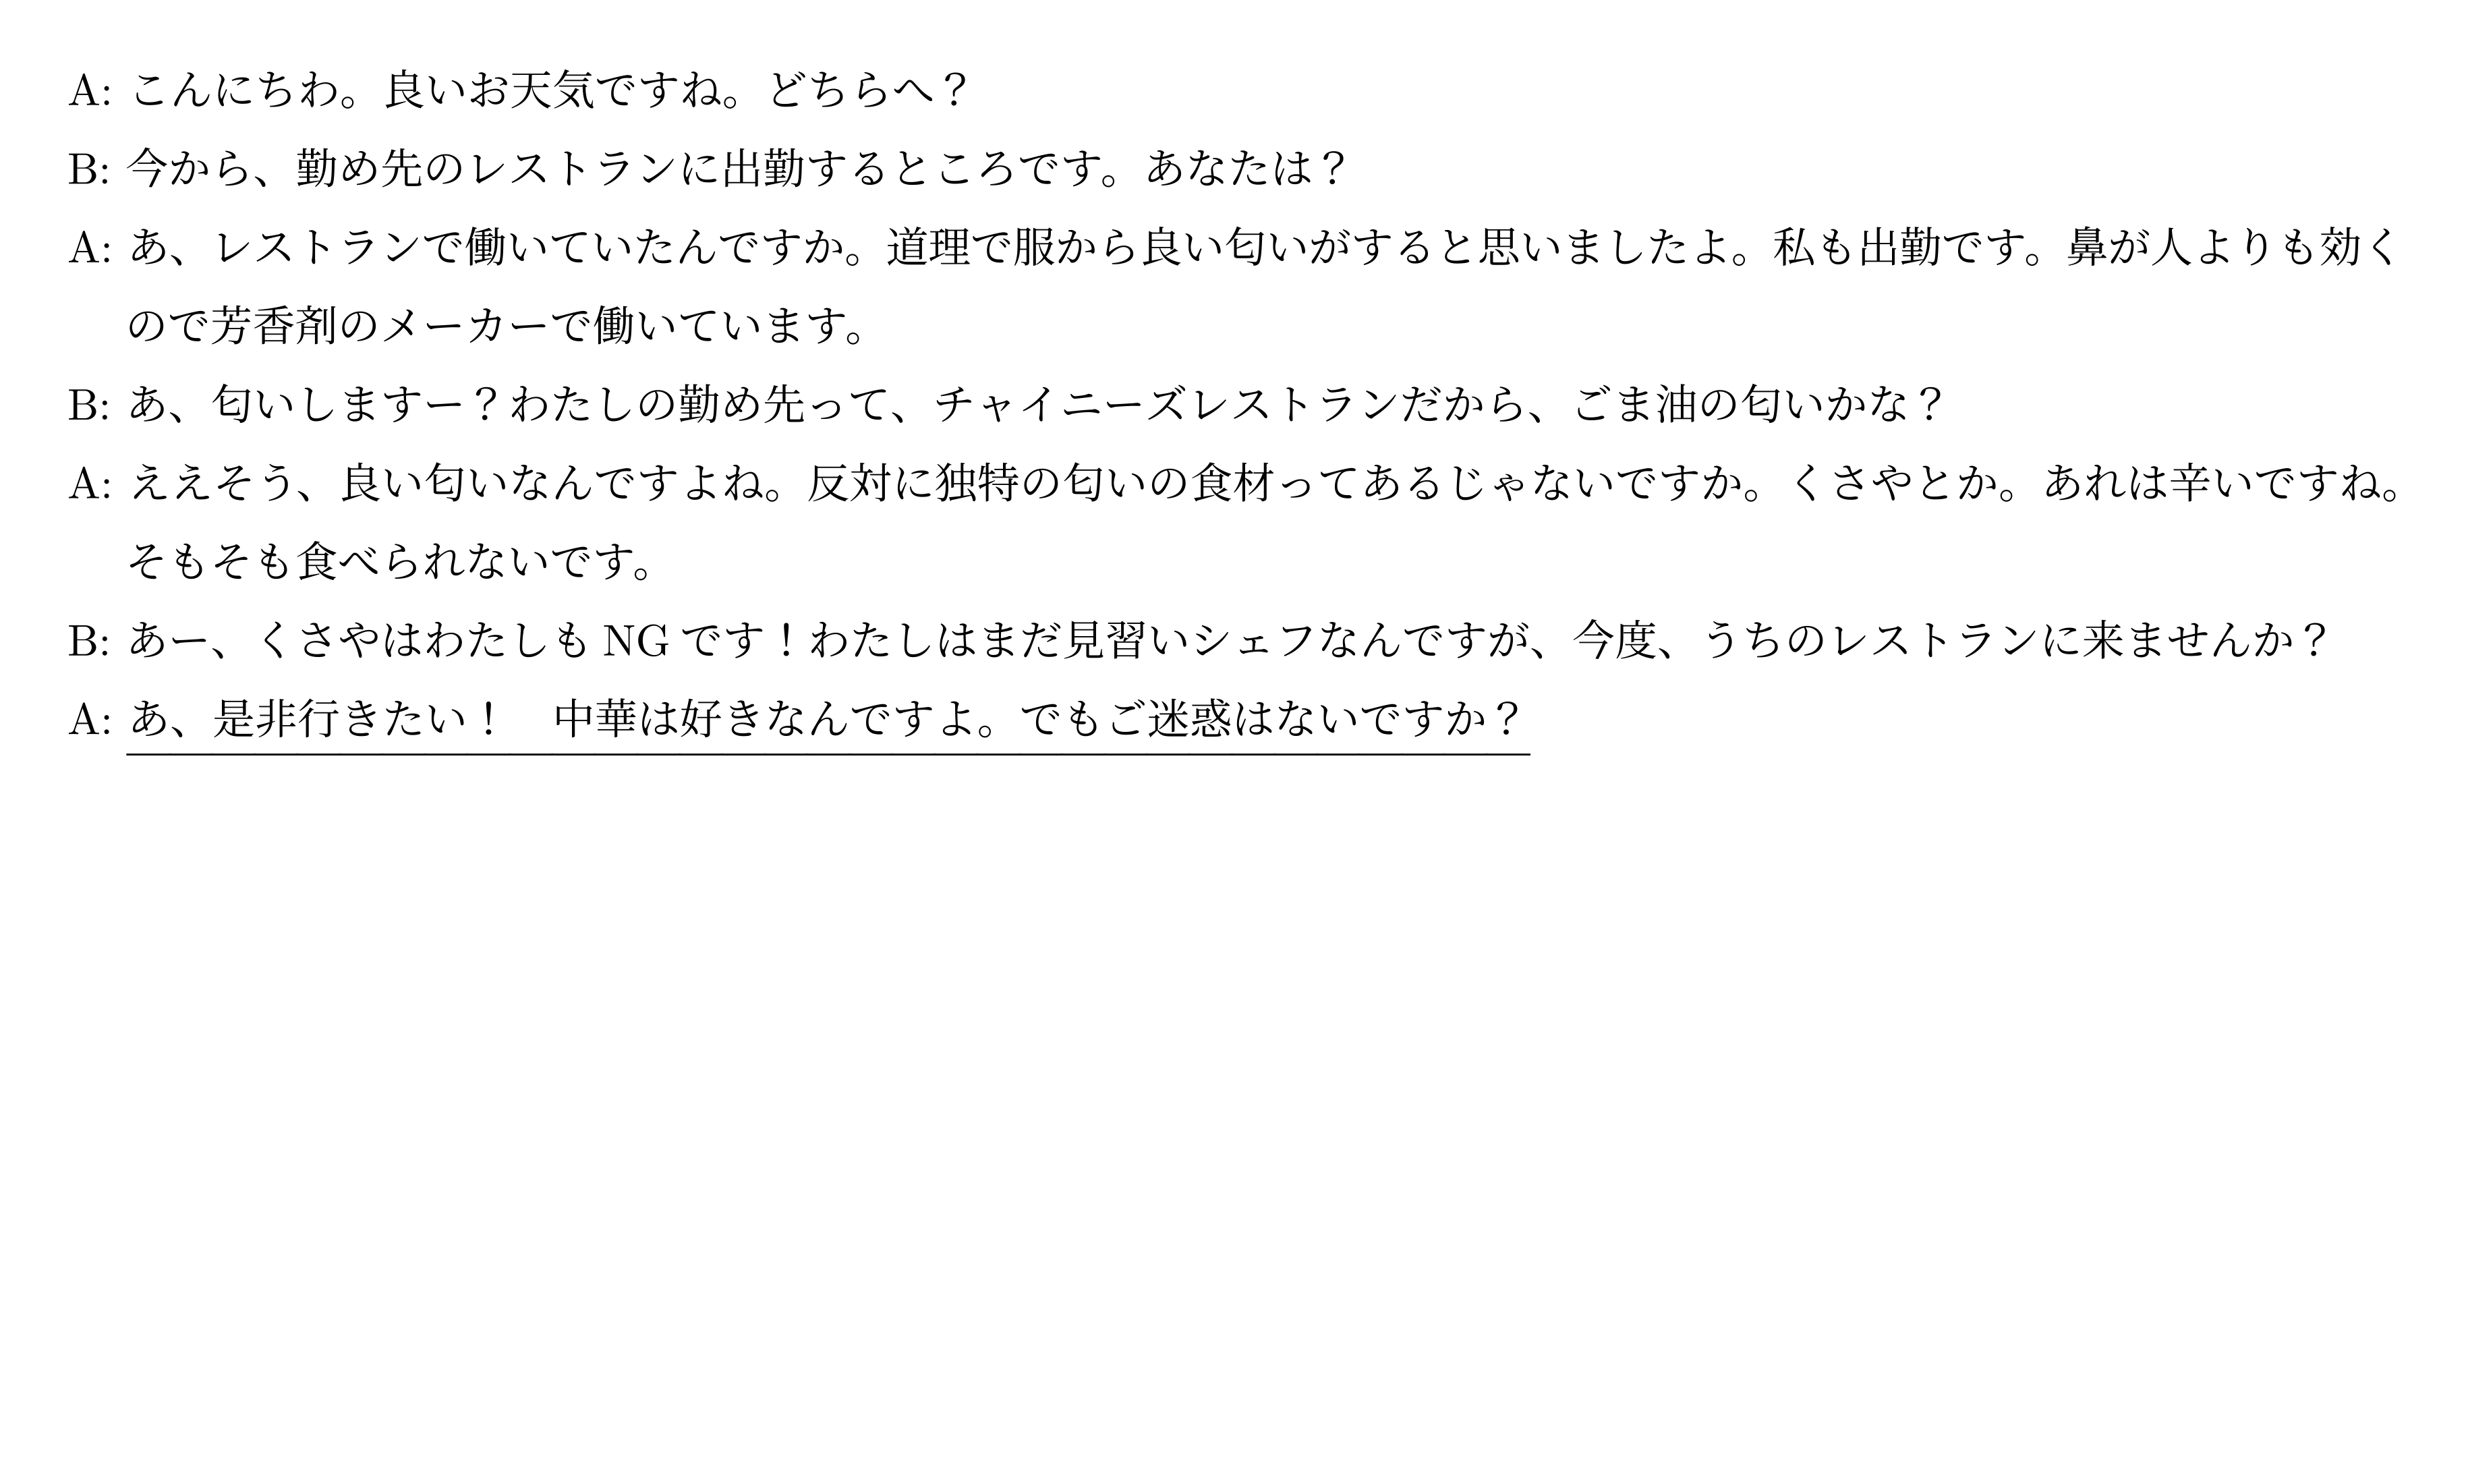 A: こんにちわ。良いお天気ですね。どちらへ？
B: 今から、勤め先のレストランに出勤するところです。あなたは？
A: あ、レストランで働いていたんですか。道理で服から良い匂いがすると思いましたよ。私も出勤です。鼻が人よりも効く
ので芳香剤のメーカーで働いています。
B: あ、匂いしますー？わたしの勤め先って、チャイニーズレストランだから、ごま油の匂いかな？
A: ええそう、良い匂いなんですよね。反対に独特の匂いの食材ってあるじゃないですか。くさやとか。あれは辛いですね。
そもそも食べられないです。
B: あー、くさやはわたしも NG です！わたしはまだ見習いシェフなんですが、今度、うちのレストランに来ませんか？
A: あ、是非行きたい！　中華は好きなんですよ。でもご迷惑はないですか？